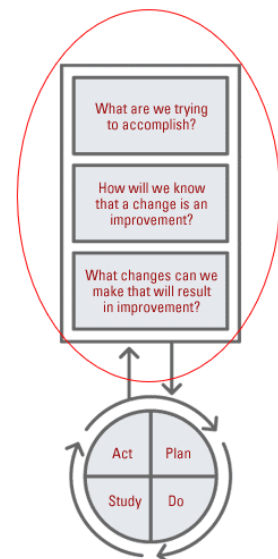 What are we trying
to accomplish?
How will we know
that a change is an
improvement?
What changes can we
make that will result
in improvement?
Act Plan
Study Do